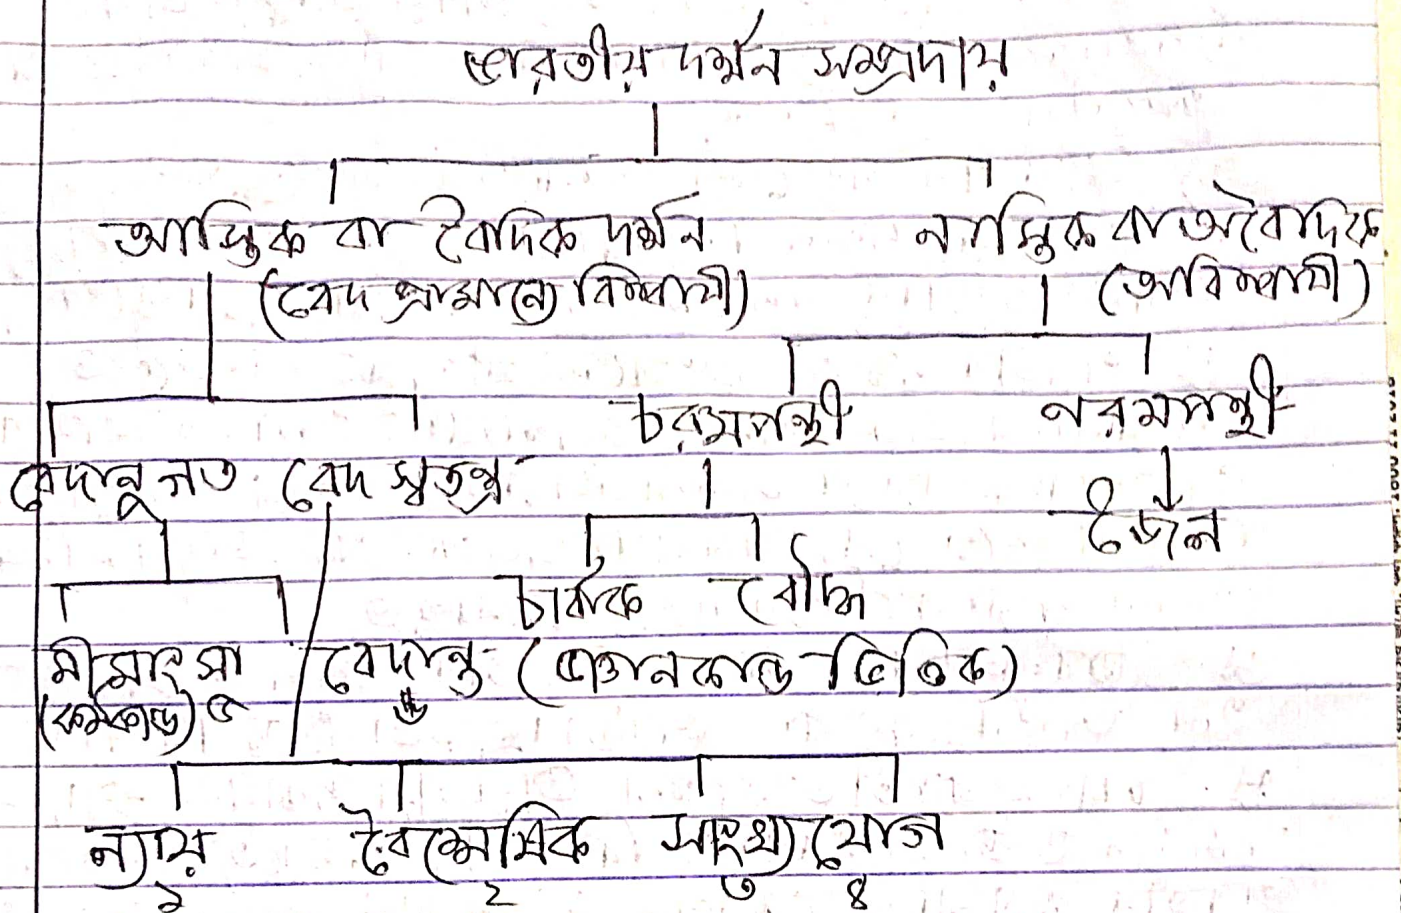 ভারতীয় দর্শন সম্প্রদায়
আস্তিক বা বৈদিক দর্শন নাস্তিক বা অবৈদিক
(বেদ প্রামান্যে বিশ্বাসী) (অবিশ্বাসী)
চরমপন্থী নরমপন্থী
বেদানুগত বেদ স্বতন্ত্র
জৈন
চার্বাক বৌদ্ধ
মীমাংসা বেদান্ত (জ্ঞানকান্ড ভিত্তিক)
(কর্মকান্ড) ৫ ৬
ন্যায় বৈশেষিক সাংখ্য যোগ
১ ২ ৩ ৪